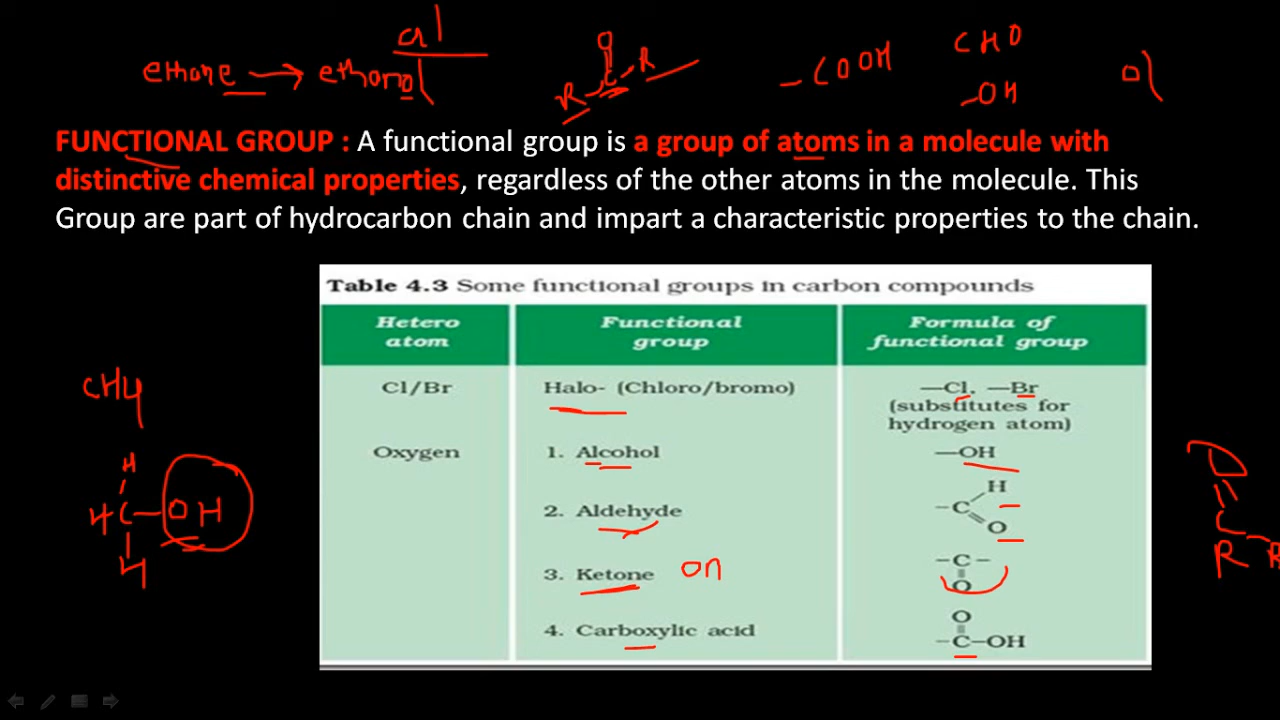 al
ethane → ethanol
O
R C R
-COOH
CHO
-OH
ol
FUNCTIONAL GROUP : A functional group is a group of atoms in a molecule with
distinctive chemical properties, regardless of the other atoms in the molecule. This
Group are part of hydrocarbon chain and impart a characteristic properties to the chain.
Table 4.3 Some functional groups in carbon compounds
Hetero atom
Functional group
Formula of functional group
Cl/Br
Halo- (Chloro/bromo)
—Cl, —Br
(substitutes for
hydrogen atom)
Oxygen
1. Alcohol
—OH
2. Aldehyde
H
-C
O
3. Ketone
on
-C-
O
4. Carboxylic acid
O
-C-OH
CH4
H
H C-OH
H
O
C
R R